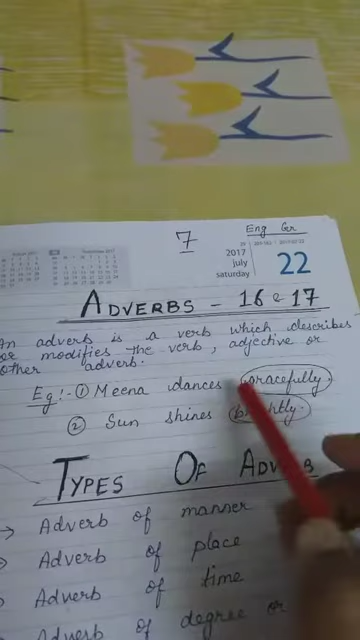 Eng Gr
7
2017
july
saturday
22
ADVERBS - 16 & 17
An adverb is a verb which describes
or modifies the verb, adjective or
other adverb.
Eg!- ① Meena dances gracefully.
② Sun shines brightly.
TYPES OF ADVERB
→ Adverb of manner
Adverb of place
Adverb of time
Adverb of degree or